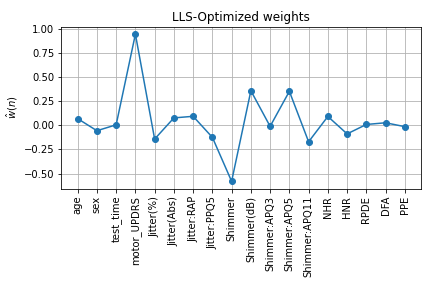 LLS-Optimized weights
ŵ(n)
1.00
0.75
0.50
0.25
0.00
−0.25
−0.50
age
sex
test_time
motor_UPDRS
Jitter(%)
Jitter(Abs)
Jitter:RAP
Jitter:PPQ5
Shimmer
Shimmer(dB)
Shimmer:APQ3
Shimmer:APQ5
Shimmer:APQ11
NHR
HNR
RPDE
DFA
PPE